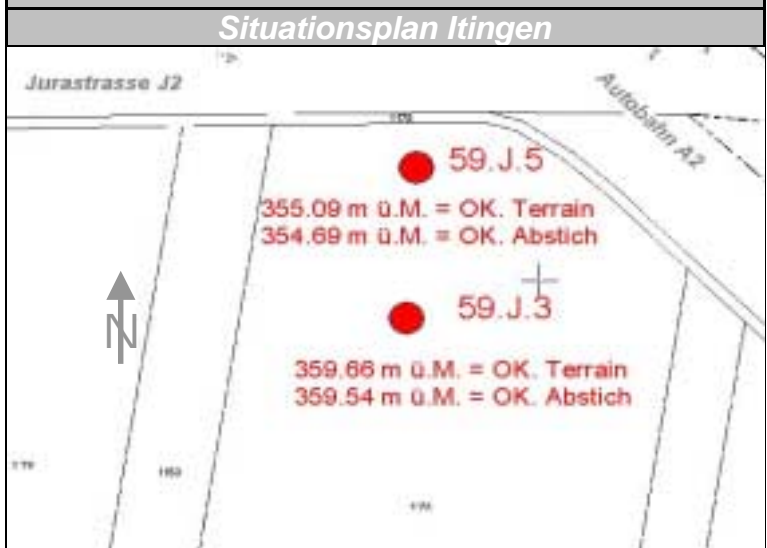 Situationsplan Itingen
Jurastrasse J2
Autobahn A2
59.J.5
355.09 m ü.M. = OK. Terrain
354.69 m ü.M. = OK. Abstich
59.J.3
N
359.66 m ü.M. = OK. Terrain
359.54 m ü.M. = OK. Abstich